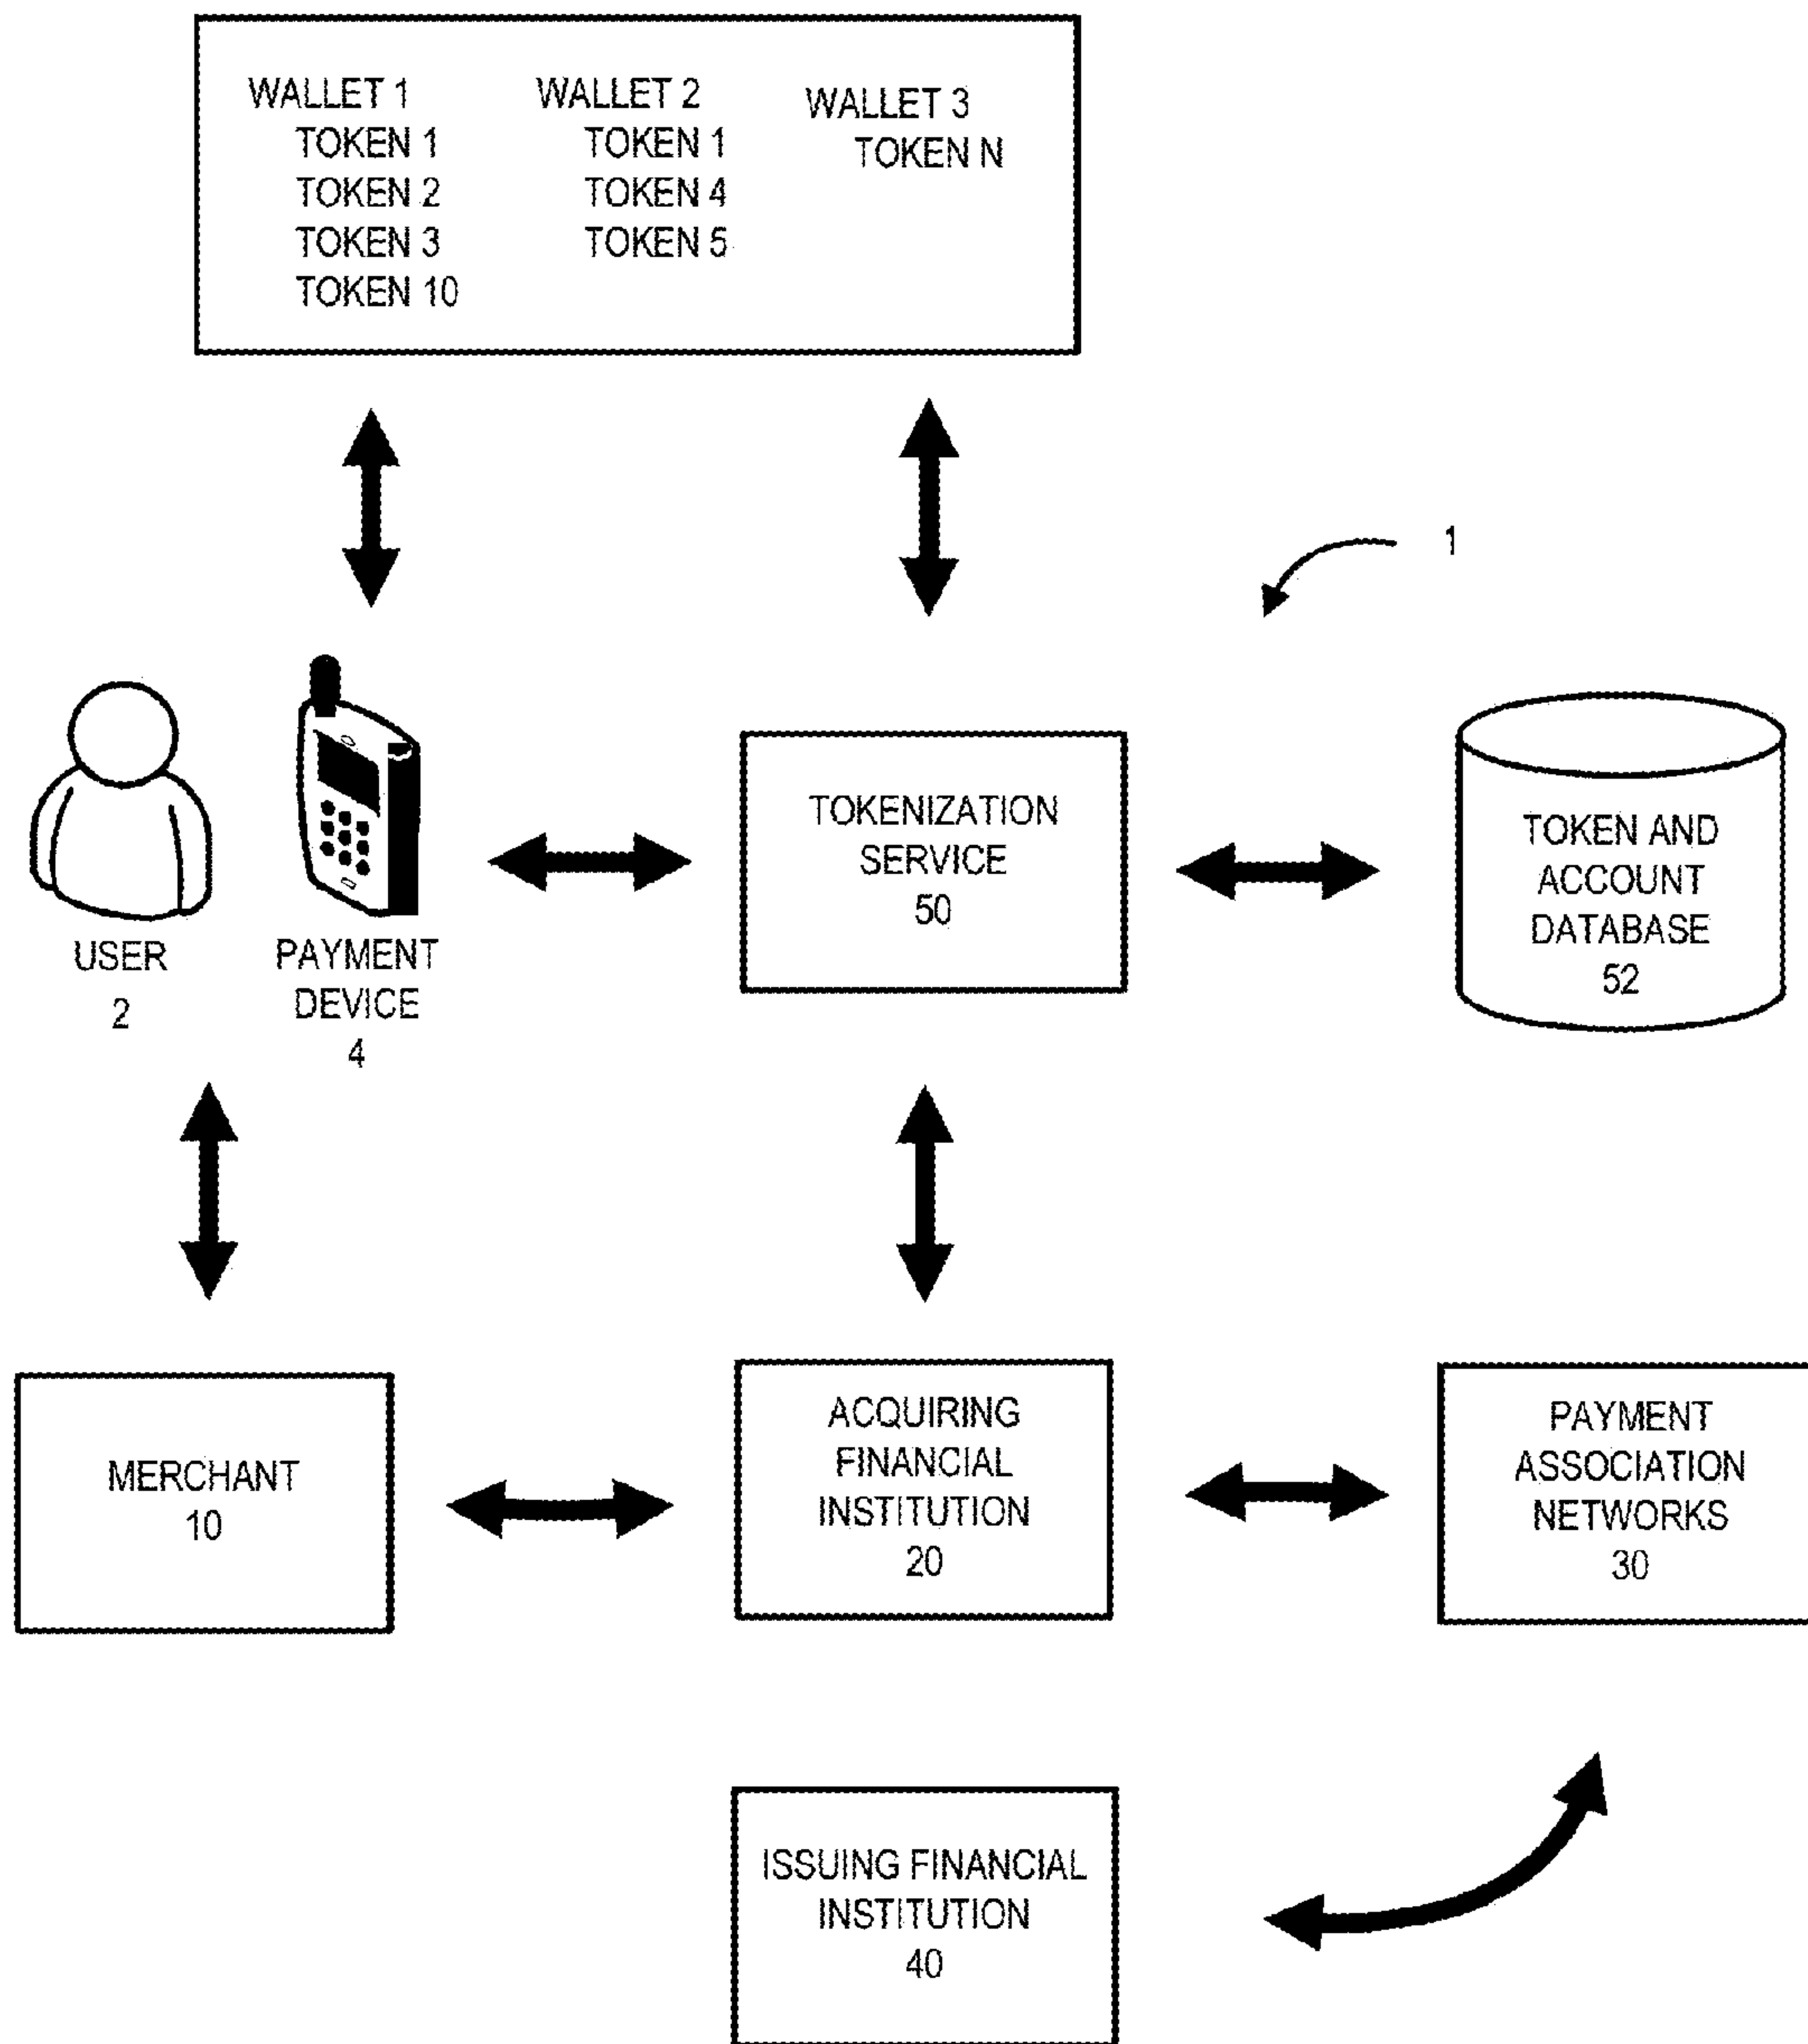 WALLET 1
TOKEN 1
TOKEN 2
TOKEN 3
TOKEN 10
WALLET 2
TOKEN 1
TOKEN 4
TOKEN 5
WALLET 3
TOKEN N
1
USER
2
PAYMENT
DEVICE
4
TOKENIZATION
SERVICE
50
TOKEN AND
ACCOUNT
DATABASE
52
MERCHANT
10
ACQUIRING
FINANCIAL
INSTITUTION
20
PAYMENT
ASSOCIATION
NETWORKS
30
ISSUING FINANCIAL
INSTITUTION
40